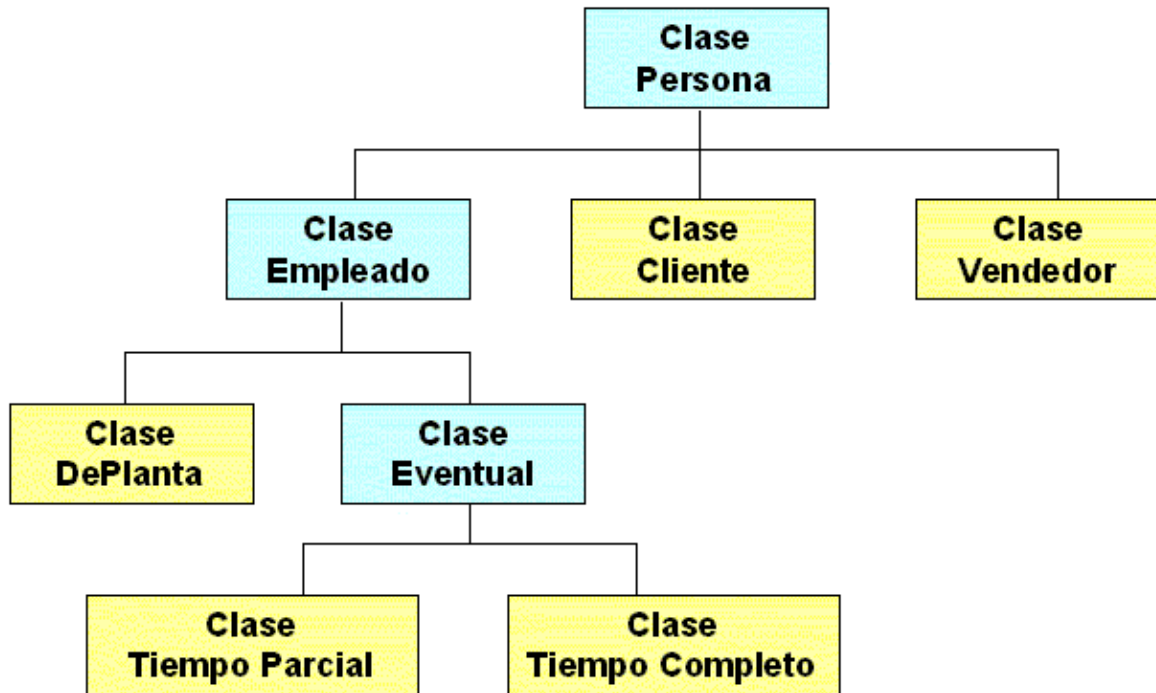 Clase
Persona
Clase
Empleado
Clase
Cliente
Clase
Vendedor
Clase
DePlanta
Clase
Eventual
Clase
Tiempo Parcial
Clase
Tiempo Completo